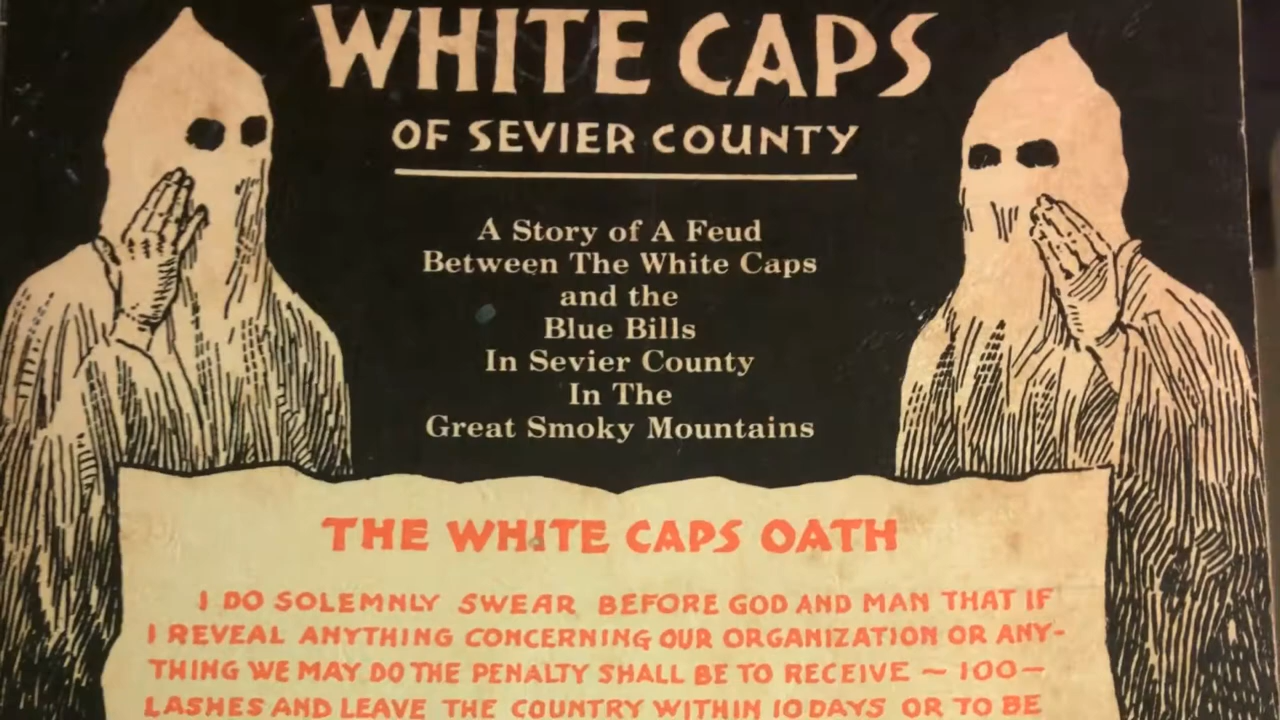 WHITE CAPS
OF SEVIER COUNTY
A Story of A Feud
Between The White Caps
and the
Blue Bills
In Sevier County
In The
Great Smoky Mountains
THE WHITE CAPS OATH
I DO SOLEMNLY SWEAR BEFORE GOD AND MAN THAT IF
I REVEAL ANYTHING CONCERNING OUR ORGANIZATION OR ANY-
THING WE MAY DO THE PENALTY SHALL BE TO RECEIVE ~ 100—
LASHES AND LEAVE THE COUNTRY WITHIN 10 DAYS OR TO BE